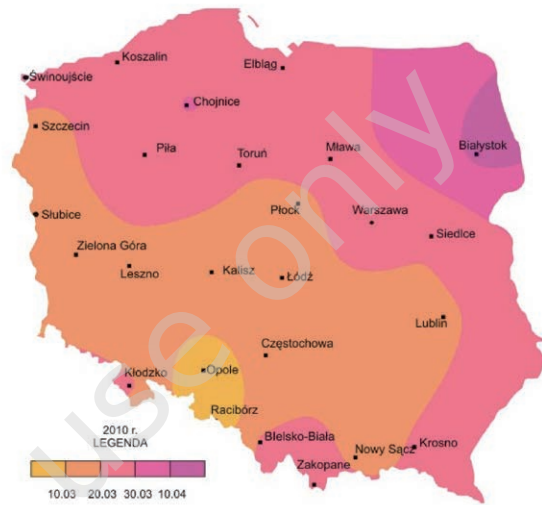 Koszalin
Elbląg
Świnoujście
Chojnice
Szczecin
Piła
Toruń
Mława
Białystok
Płock
Słubice
Warszawa
Siedlce
Zielona Góra
Leszno
Kalisz
Łódź
Lublin
Częstochowa
Kłodzko
Opole
Racibórz
BIelsko-Biała
Nowy Sącz
Krosno
Zakopane
2010 r.
LEGENDA
10.03 20.03 30.03 10.04
use only